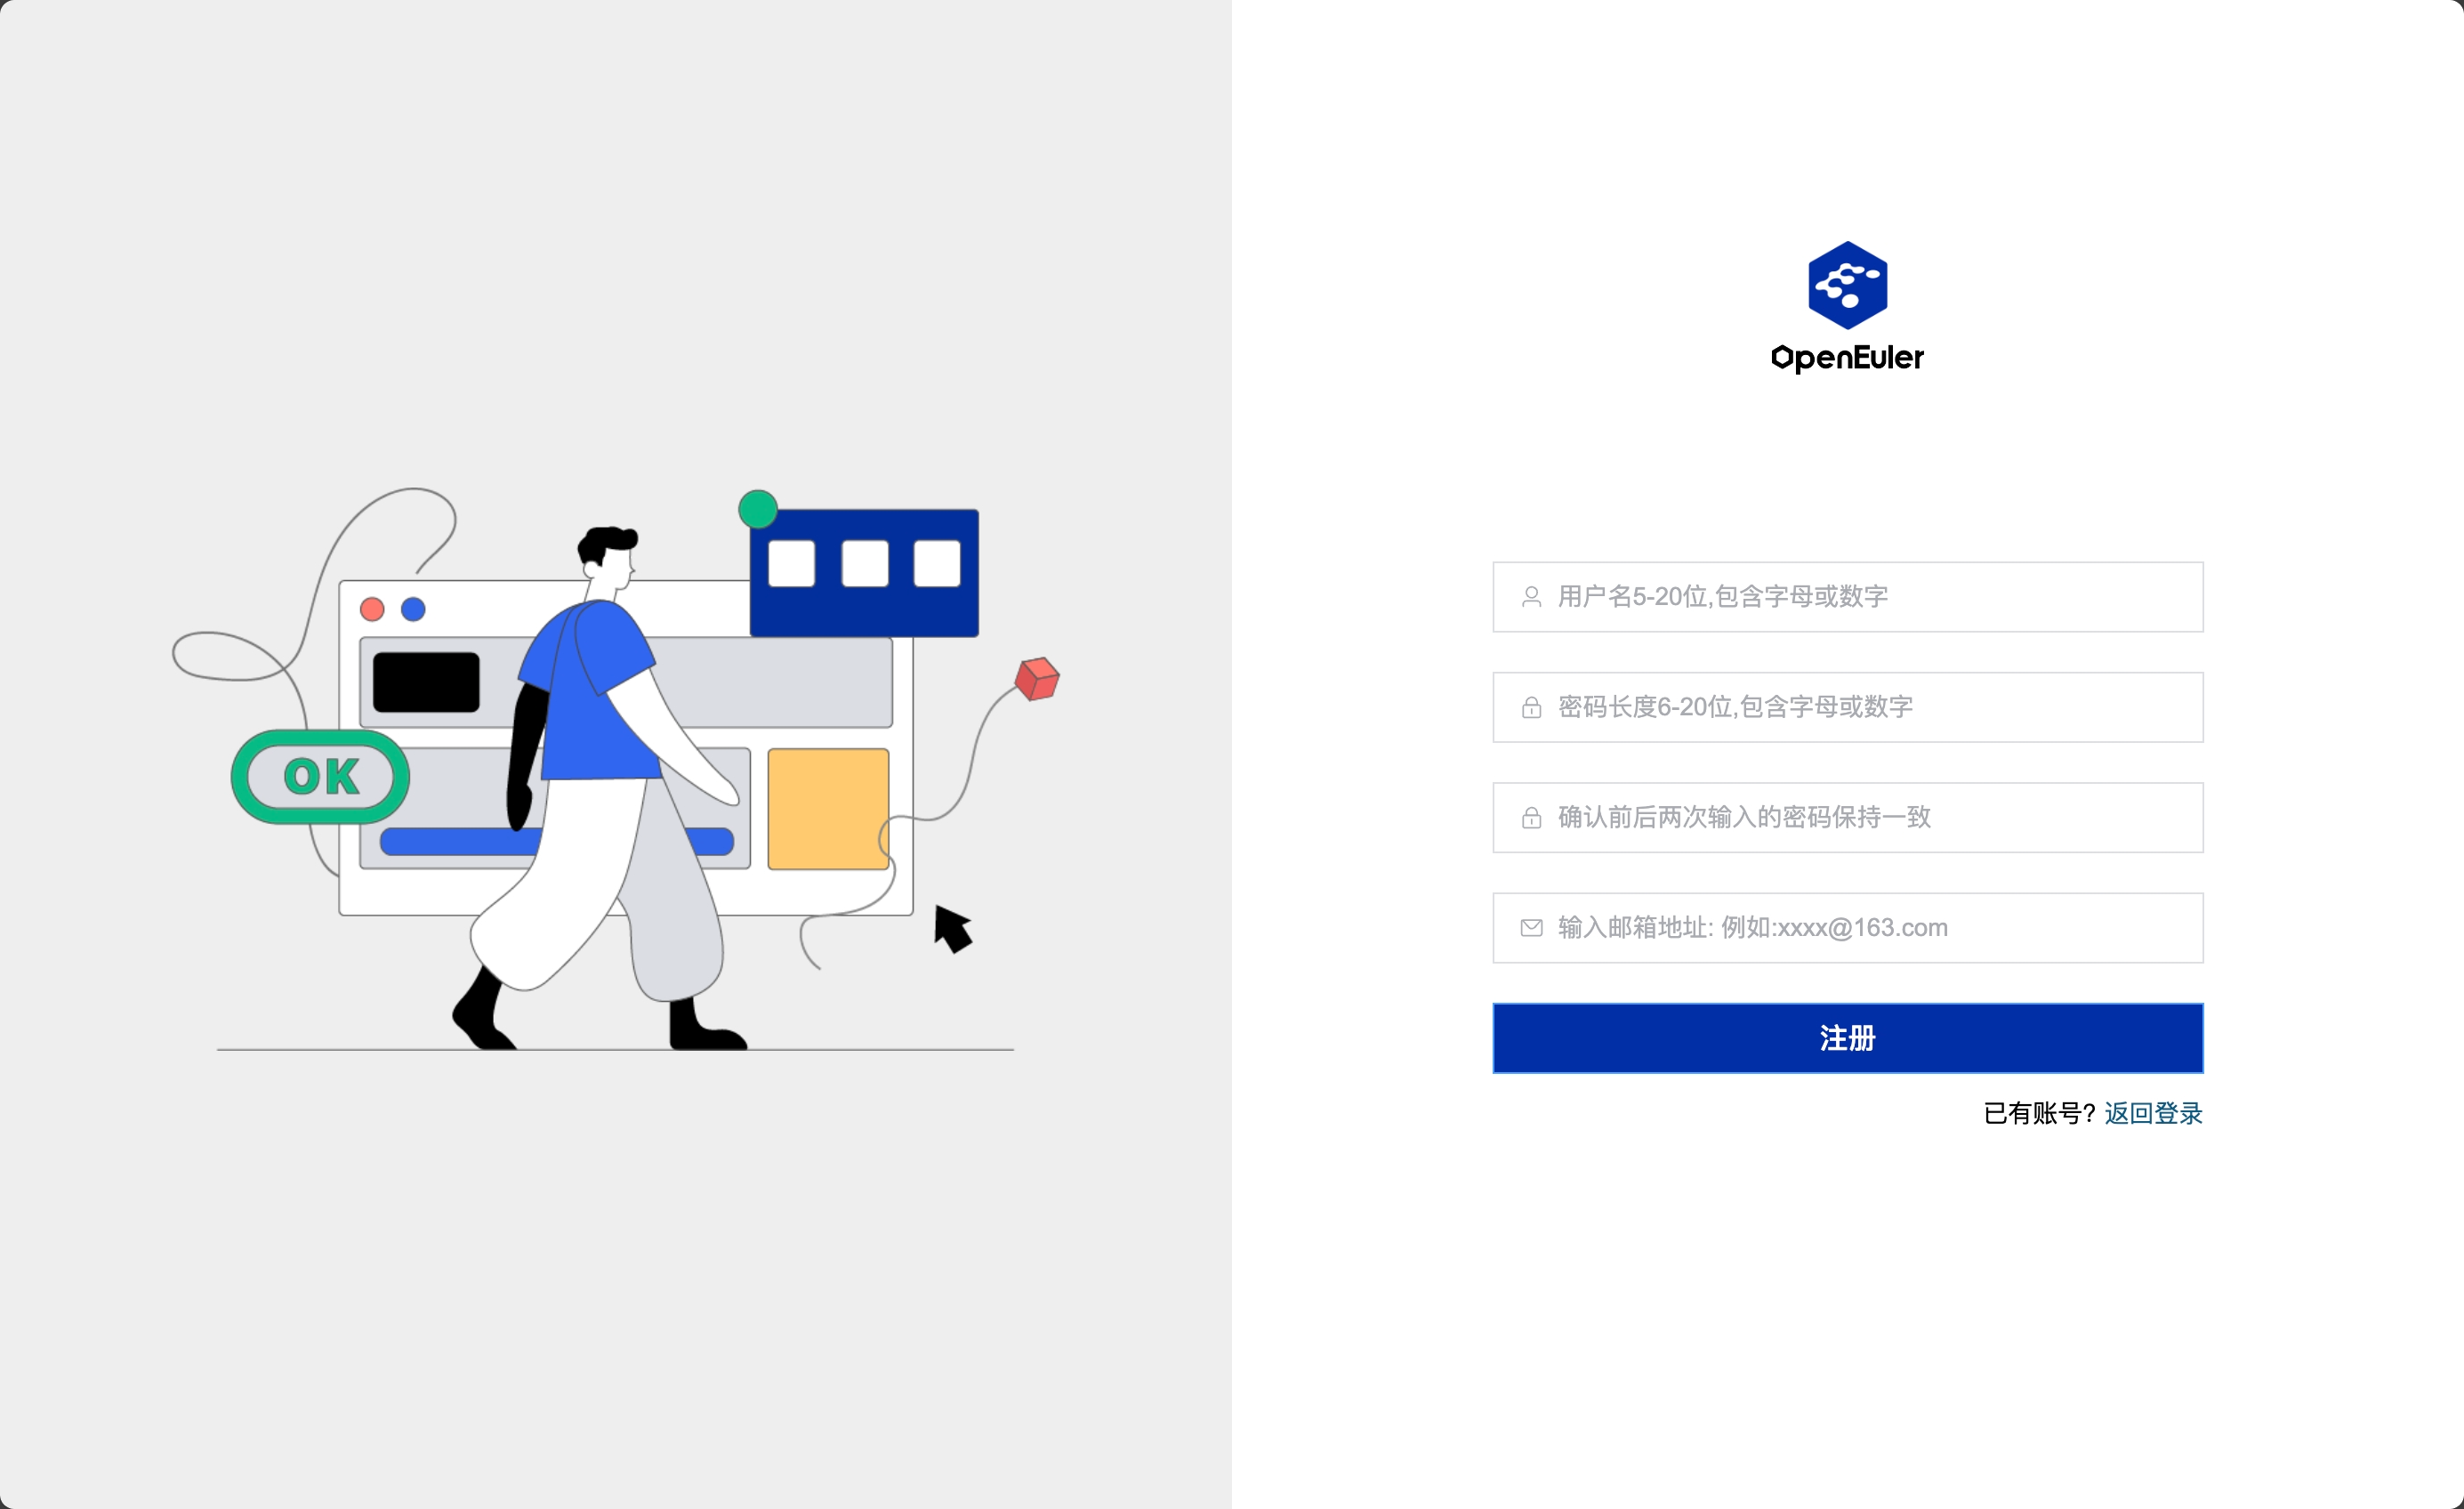 OK
OpenEuler
用户名5-20位,包含字母或数字
密码长度6-20位,包含字母或数字
确认前后两次输入的密码保持一致
输入邮箱地址: 例如:xxxx@163.com
注册
已有账号? 返回登录